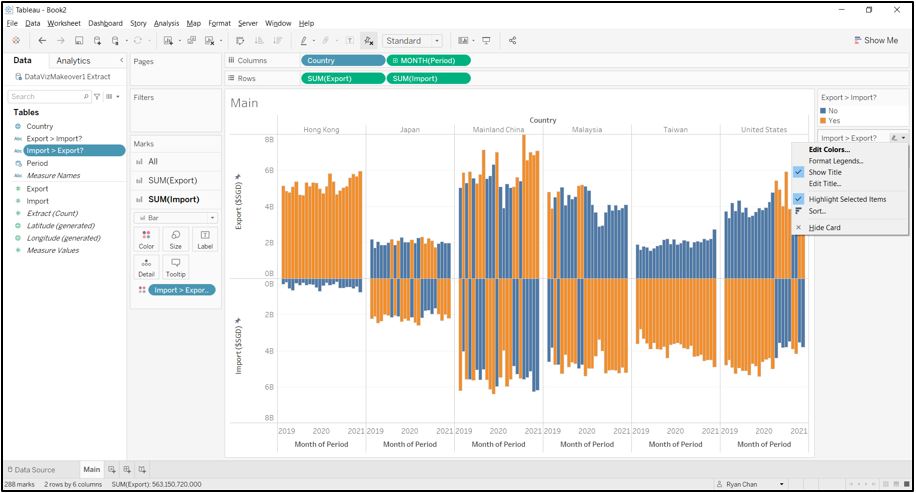 Tableau - Book2
File Data Worksheet Dashboard Story Analysis Map Format Server Window Help
Standard
Show Me
Data Analytics
DataVizMakeover1 Extract
Search
Tables
Country
Abc Export > Import?
Abc Import > Export?
Period
Abc Measure Names
Export
Import
Extract (Count)
Latitude (generated)
Longitude (generated)
Measure Values
Pages
Filters
Marks
All
SUM(Export)
SUM(Import)
Bar
Color Size Label
Detail Tooltip
Import > Expor..
Columns Country MONTH(Period)
Rows SUM(Export) SUM(Import)
Main
Country
Hong Kong Japan Mainland China Malaysia Taiwan United States
8B
6B
4B
2B
0B
Export ($SGD)
0B
2B
4B
6B
8B
Import ($SGD)
2019 2020 2021 2019 2020 2021 2019 2020 2021 2019 2020 2021 2019 2020 2021 2019 2020 2021
Month of Period Month of Period Month of Period Month of Period Month of Period Month of Period
Export > Import?
No
Yes
Import > Export?
Edit Colors...
Format Legends...
Show Title
Edit Title...
Highlight Selected Items
Sort...
Hide Card
Data Source Main
288 marks 2 rows by 6 columns SUM(Export): 563,150,720,000
Ryan Chan